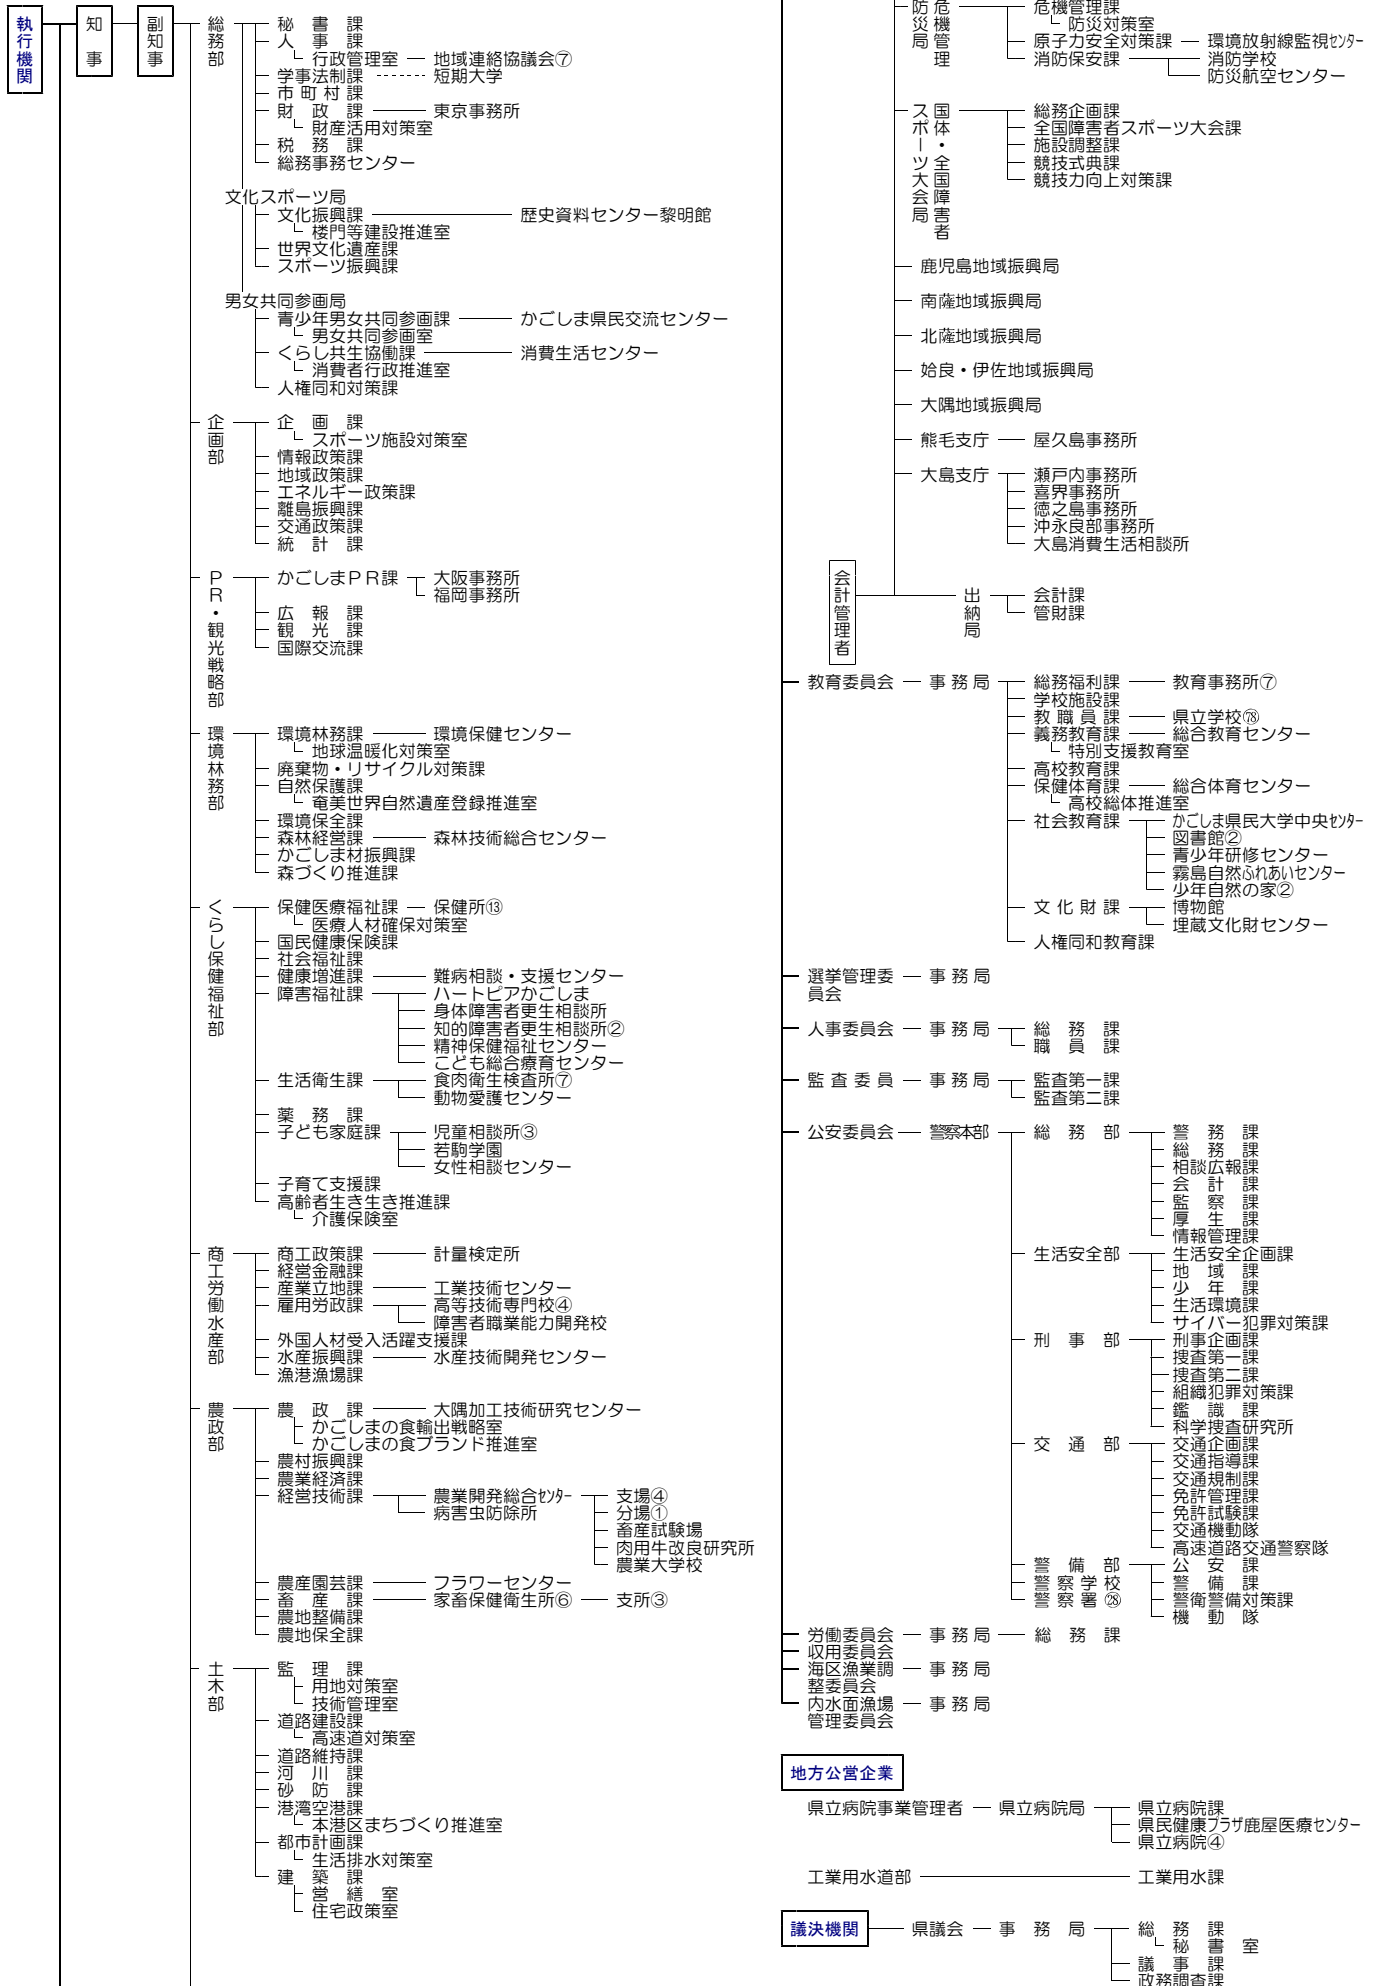 執行機関
知事
副知事
総務部
秘書課
人事課
行政管理室 地域連絡協議会⑦
学事法制課 短期大学
市町村課
財政課 東京事務所
財産活用対策室
税務課
総務事務センター
文化スポーツ局
文化振興課 歴史資料センター黎明館
楼門等建設推進室
世界文化遺産課
スポーツ振興課
男女共同参画局
青少年男女共同参画課 かごしま県民交流センター
男女共同参画室
くらし共生協働課 消費生活センター
消費者行政推進室
人権同和対策課
企画部
企画課
スポーツ施設対策室
情報政策課
地域政策課
エネルギー政策課
離島振興課
交通政策課
統計課
PR・観光戦略部
かごしまPR課 大阪事務所
福岡事務所
広報課
観光課
国際交流課
環境林務部
環境林務課 環境保健センター
地球温暖化対策室
廃棄物・リサイクル対策課
自然保護課
奄美世界自然遺産登録推進室
環境保全課
森林経営課 森林技術総合センター
かごしま材振興課
森づくり推進課
くらし保健福祉部
保健医療福祉課 保健所⑬
医療人材確保対策室
国民健康保険課
社会福祉課
健康増進課 難病相談・支援センター
障害福祉課 ハートピアかごしま
身体障害者更生相談所
知的障害者更生相談所②
精神保健福祉センター
こども総合療育センター
生活衛生課 食肉衛生検査所⑦
動物愛護センター
薬務課
子ども家庭課 児童相談所③
若駒学園
女性相談センター
子育て支援課
高齢者生き生き推進課
介護保険室
商工労働水産部
商工政策課 計量検定所
経営金融課
産業立地課 工業技術センター
雇用労政課 高等技術専門校④
障害者職業能力開発校
外国人材受入活躍支援課
水産振興課 水産技術開発センター
漁港漁場課
農政部
農政課 大隅加工技術研究センター
かごしまの食輸出戦略室
かごしまの食ブランド推進室
農村振興課
農業経済課
経営技術課 農業開発総合センター 支場④
病害虫防除所 分場①
畜産試験場
肉用牛改良研究所
農業大学校
農産園芸課 フラワーセンター
畜産課 家畜保健衛生所⑥ 支所③
農地整備課
農地保全課
土木部
監理課
用地対策室
技術管理室
道路建設課
高速道対策室
道路維持課
河川課
砂防課
港湾空港課
本港区まちづくり推進室
都市計画課
生活排水対策室
建築課
営繕室
住宅政策室
危機管理防災局
危機管理課
防災対策室
原子力安全対策課 環境放射線監視センター
消防保安課 消防学校
防災航空センター
国体・全国障害者スポーツ大会局
総務企画課
全国障害者スポーツ大会課
施設調整課
競技式典課
競技力向上対策課
鹿児島地域振興局
南薩地域振興局
北薩地域振興局
姶良・伊佐地域振興局
大隅地域振興局
熊毛支庁 屋久島事務所
大島支庁 瀬戸内事務所
喜界事務所
徳之島事務所
沖永良部事務所
大島消費生活相談所
会計管理者
出納局
会計課
管財課
教育委員会 事務局 総務福利課 教育事務所⑦
学校施設課
教職員課 県立学校㊆㊇
義務教育課 総合教育センター
特別支援教育室
高校教育課
保健体育課 総合体育センター
高校総体推進室
社会教育課 かごしま県民大学中央センター
図書館②
青少年研修センター
霧島自然ふれあいセンター
少年自然の家②
文化財課 博物館
埋蔵文化財センター
人権同和教育課
選挙管理委員会 事務局
人事委員会 事務局 総務課
職員課
監査委員 事務局 監査第一課
監査第二課
公安委員会 警察本部 総務部 警務課
総務課
相談広報課
会計課
監察課
厚生課
情報管理課
生活安全部 生活安全企画課
地域課
少年課
生活環境課
サイバー犯罪対策課
刑事部 刑事企画課
捜査第一課
捜査第二課
組織犯罪対策課
鑑識課
科学捜査研究所
交通部 交通企画課
交通指導課
交通規制課
免許管理課
免許試験課
交通機動隊
高速道路交通警察隊
警備部 公安課
警察学校 警備課
警察署㉘ 警衛警備対策課
機動隊
労働委員会 事務局 総務課
収用委員会
海区漁業調整委員会 事務局
内水面漁場管理委員会 事務局
地方公営企業
県立病院事業管理者 県立病院局 県立病院課
県民健康プラザ鹿屋医療センター
県立病院④
工業用水道部 工業用水課
議決機関 県議会 事務局 総務課
秘書室
議事課
政務調査課